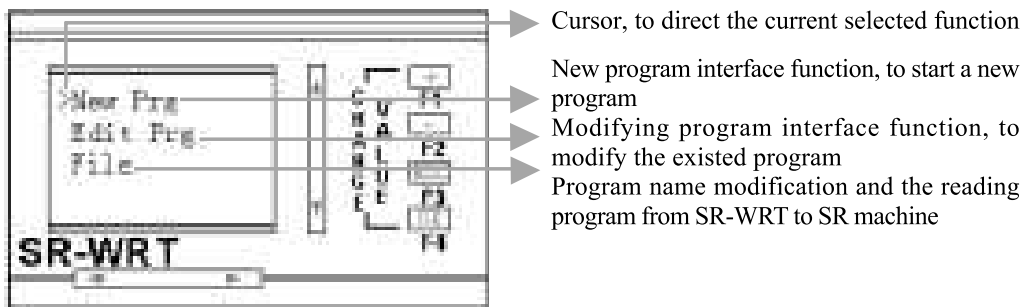 Cursor, to direct the current selected function
New program interface function, to start a new
program
Modifying program interface function, to
modify the existed program
Program name modification and the reading
program from SR-WRT to SR machine
>New Prg
Edit Prg.
File
CHANGE
VALUE
F1
F2
F3
F4
SR-WRT